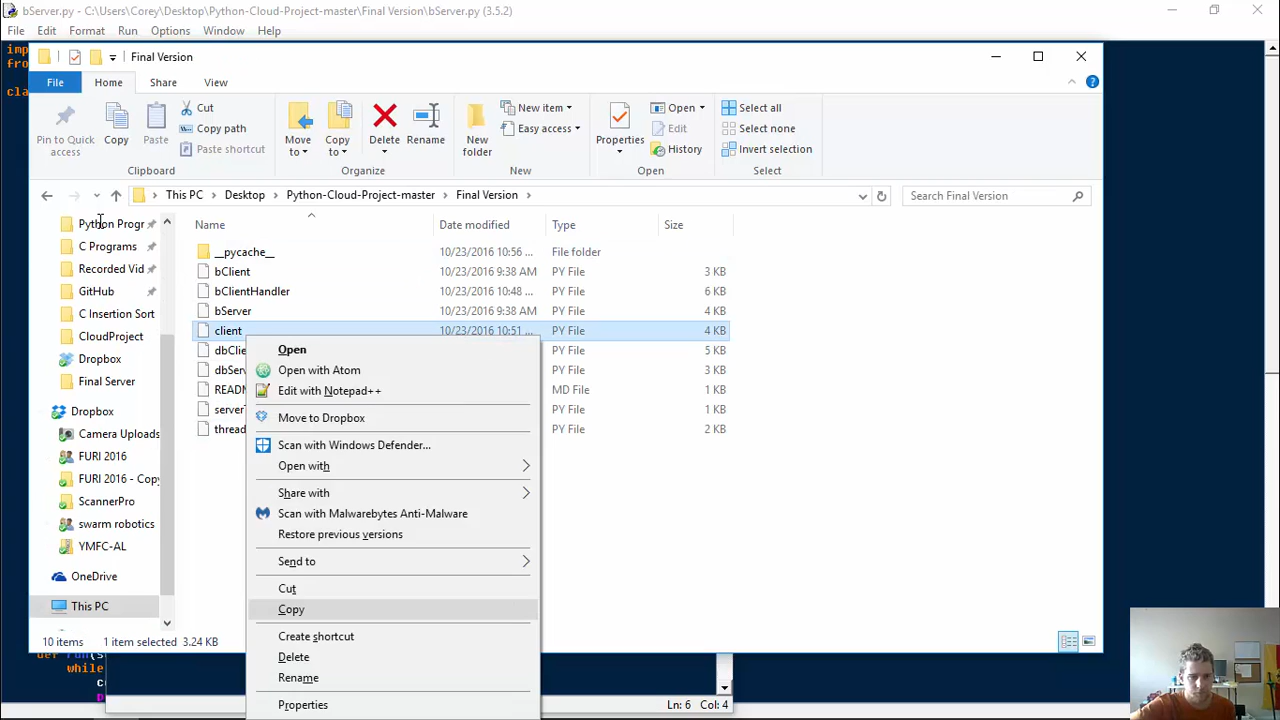 bServer.py - C:\Users\Corey\Desktop\Python-Cloud-Project-master\Final Version\bServer.py (3.5.2)
File Edit Format Run Options Window Help
Final Version
File Home Share View
Pin to Quick access
Copy
Paste
Cut
Copy path
Paste shortcut
Move to
Copy to
Delete
Rename
New folder
New item
Easy access
Properties
Open
Edit
History
Select all
Select none
Invert selection
Clipboard Organize New Open Select
This PC Desktop Python-Cloud-Project-master Final Version
Search Final Version
Name Date modified Type Size
Python Progr
C Programs
Recorded Vid
GitHub
C Insertion Sort
CloudProject
Dropbox
Final Server
Dropbox
Camera Uploads
FURI 2016
FURI 2016 - Copy
ScannerPro
swarm robotics
YMFC-AL
OneDrive
This PC
__pycache__ 10/23/2016 10:56 ... File folder
bClient 10/23/2016 9:38 AM PY File 3 KB
bClientHandler 10/23/2016 10:48 ... PY File 6 KB
bServer 10/23/2016 9:38 AM PY File 4 KB
client 10/23/2016 10:51 ... PY File 4 KB
dbClie PY File 5 KB
dbServ PY File 3 KB
READM MD File 1 KB
server PY File 1 KB
thread PY File 2 KB
Open
Open with Atom
Edit with Notepad++
Move to Dropbox
Scan with Windows Defender...
Open with
Share with
Scan with Malwarebytes Anti-Malware
Restore previous versions
Send to
Cut
Copy
Create shortcut
Delete
Rename
Properties
10 items 1 item selected 3.24 KB
while
Ln: 6 Col: 4